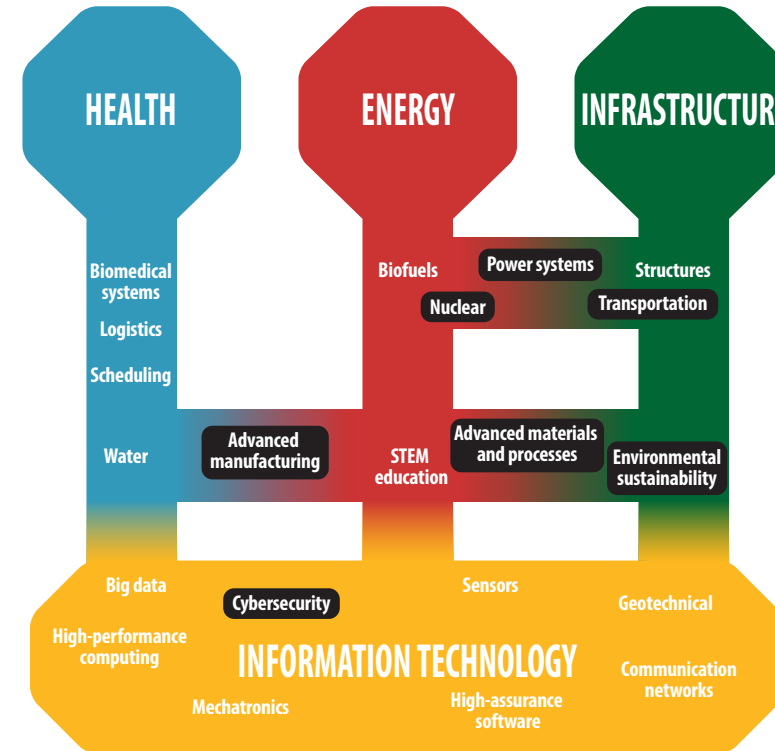 HEALTH
ENERGY
INFRASTRUCTUR
Biomedical
systems
Logistics
Scheduling
Water
Biofuels
Power systems
Nuclear
Structures
Transportation
Advanced
manufacturing
STEM
education
Advanced materials
and processes
Environmental
sustainability
Big data
Cybersecurity
Sensors
Geotechnical
High-performance
computing
INFORMATION TECHNOLOGY
Communication
networks
Mechatronics
High-assurance
software